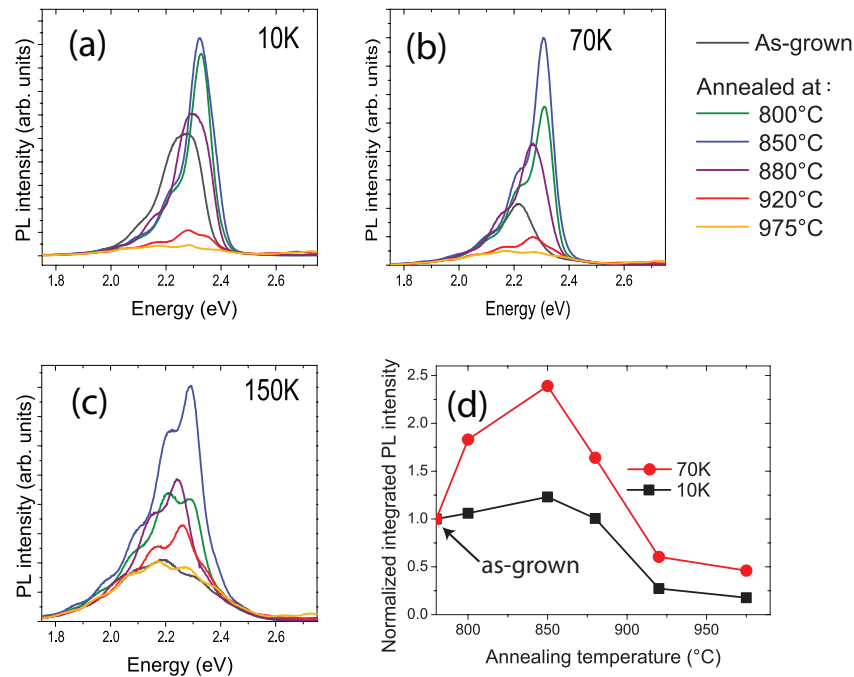 (a)
10K
PL intensity (arb. units)
1.8
2.0
2.2
2.4
2.6
Energy (eV)
(b)
70K
PL intensity (arb. units)
1.8
2.0
2.2
2.4
2.6
Energy (eV)
As-grown
Annealed at :
800°C
850°C
880°C
920°C
975°C
(c)
150K
PL intensity (arb. units)
1.8
2.0
2.2
2.4
2.6
Energy (eV)
(d)
Normalized integrated PL intensity
2.5
2.0
1.5
1.0
0.5
0.0
70K
10K
as-grown
800
850
900
950
Annealing temperature (°C)